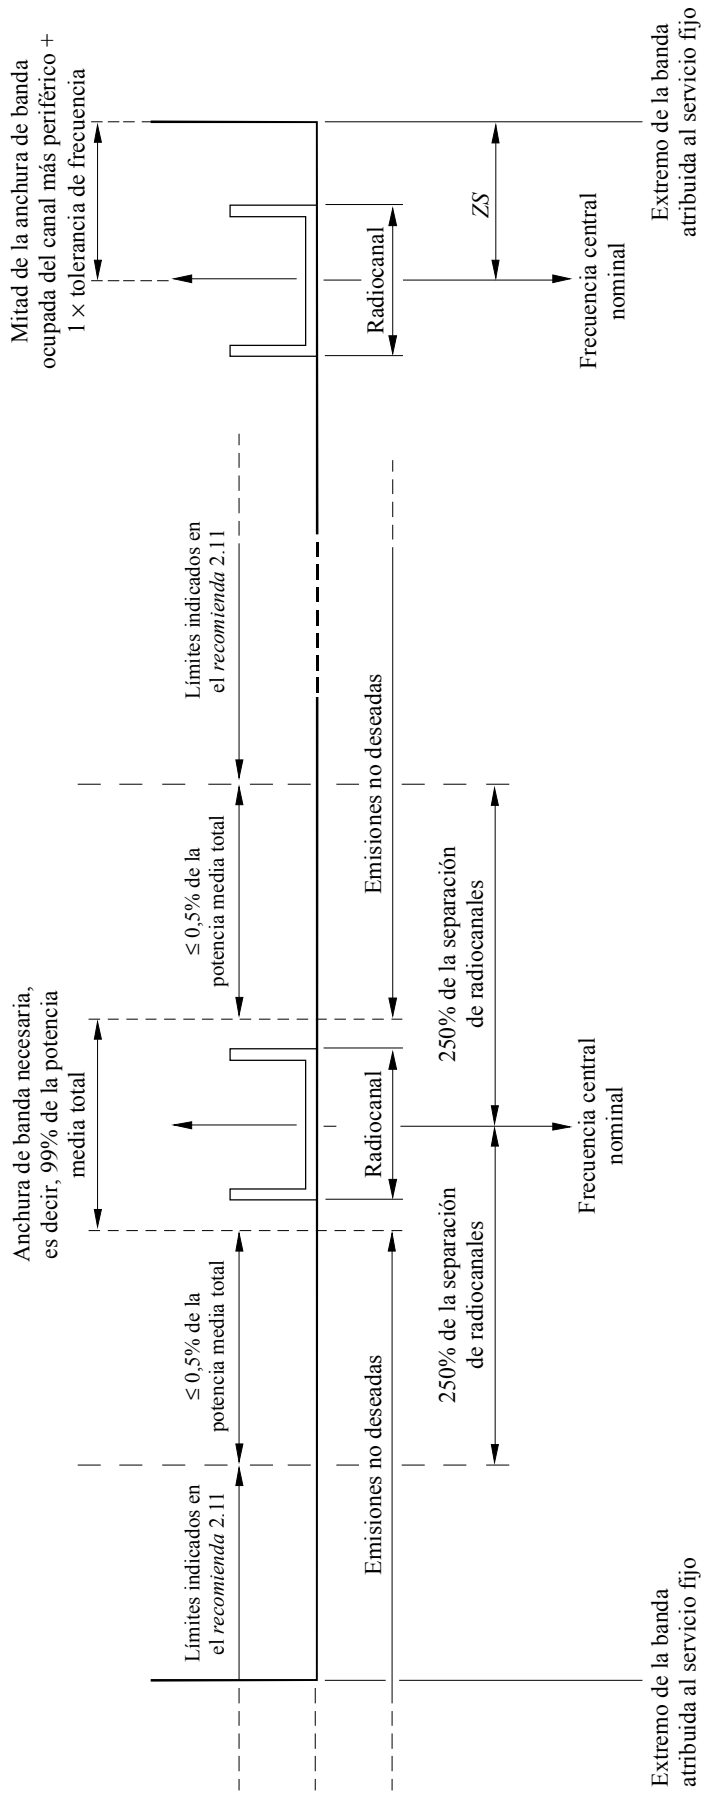 Anchura de banda necesaria,
es decir, 99% de la potencia
media total
Mitad de la anchura de banda
ocupada del canal más periférico +
1 × tolerancia de frecuencia
Límites indicados en
el recomienda 2.11
≤ 0,5% de la
potencia media total
≤ 0,5% de la
potencia media total
Límites indicados en
el recomienda 2.11
Emisiones no deseadas
Radiocanal
Emisiones no deseadas
Radiocanal
250% de la separación
de radiocanales
250% de la separación
de radiocanales
ZS
Frecuencia central
nominal
Frecuencia central
nominal
Extremo de la banda
atribuida al servicio fijo
Extremo de la banda
atribuida al servicio fijo